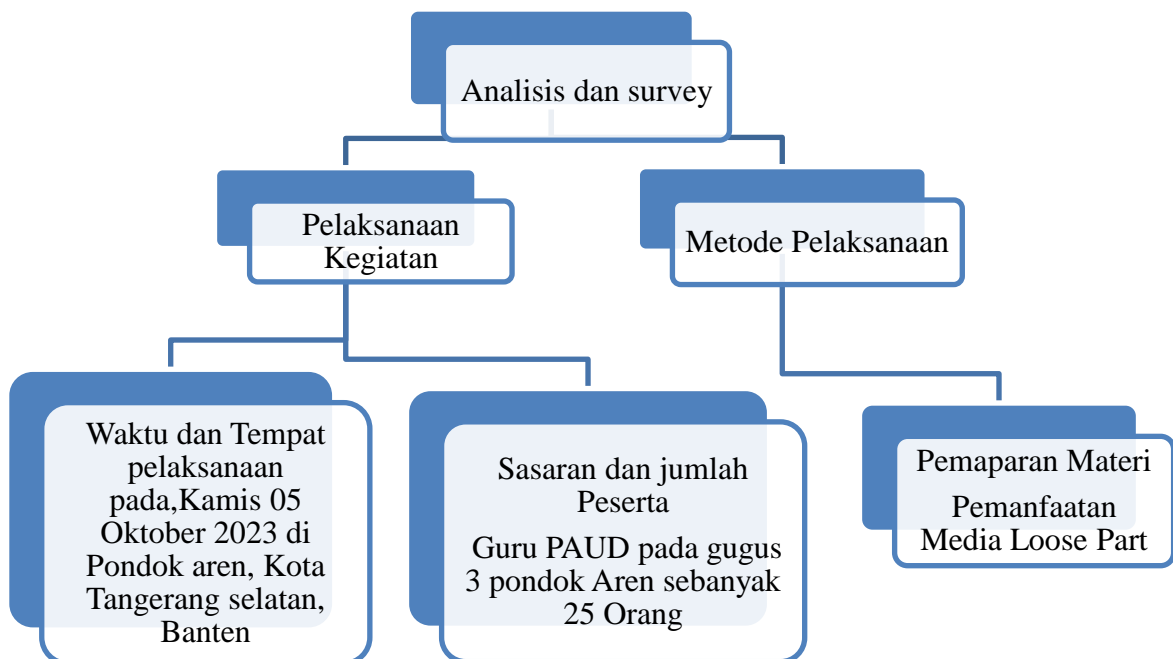 Analisis dan survey
Pelaksanaan
Kegiatan
Metode Pelaksanaan
Waktu dan Tempat
pelaksanaan
pada,Kamis 05
Oktober 2023 di
Pondok aren, Kota
Tangerang selatan,
Banten
Sasaran dan jumlah
Peserta
Guru PAUD pada gugus
3 pondok Aren sebanyak
25 Orang
Pemaparan Materi
Pemanfaatan
Media Loose Part